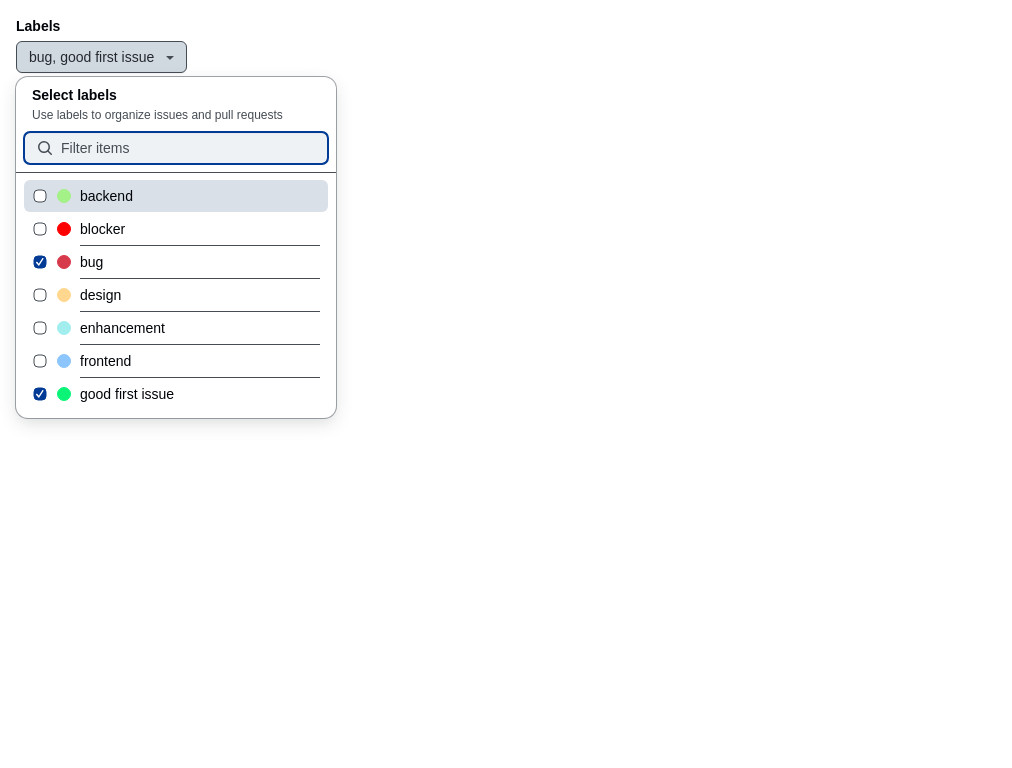 Labels
bug, good first issue
Select labels
Use labels to organize issues and pull requests
Filter items
backend
blocker
bug
design
enhancement
frontend
good first issue